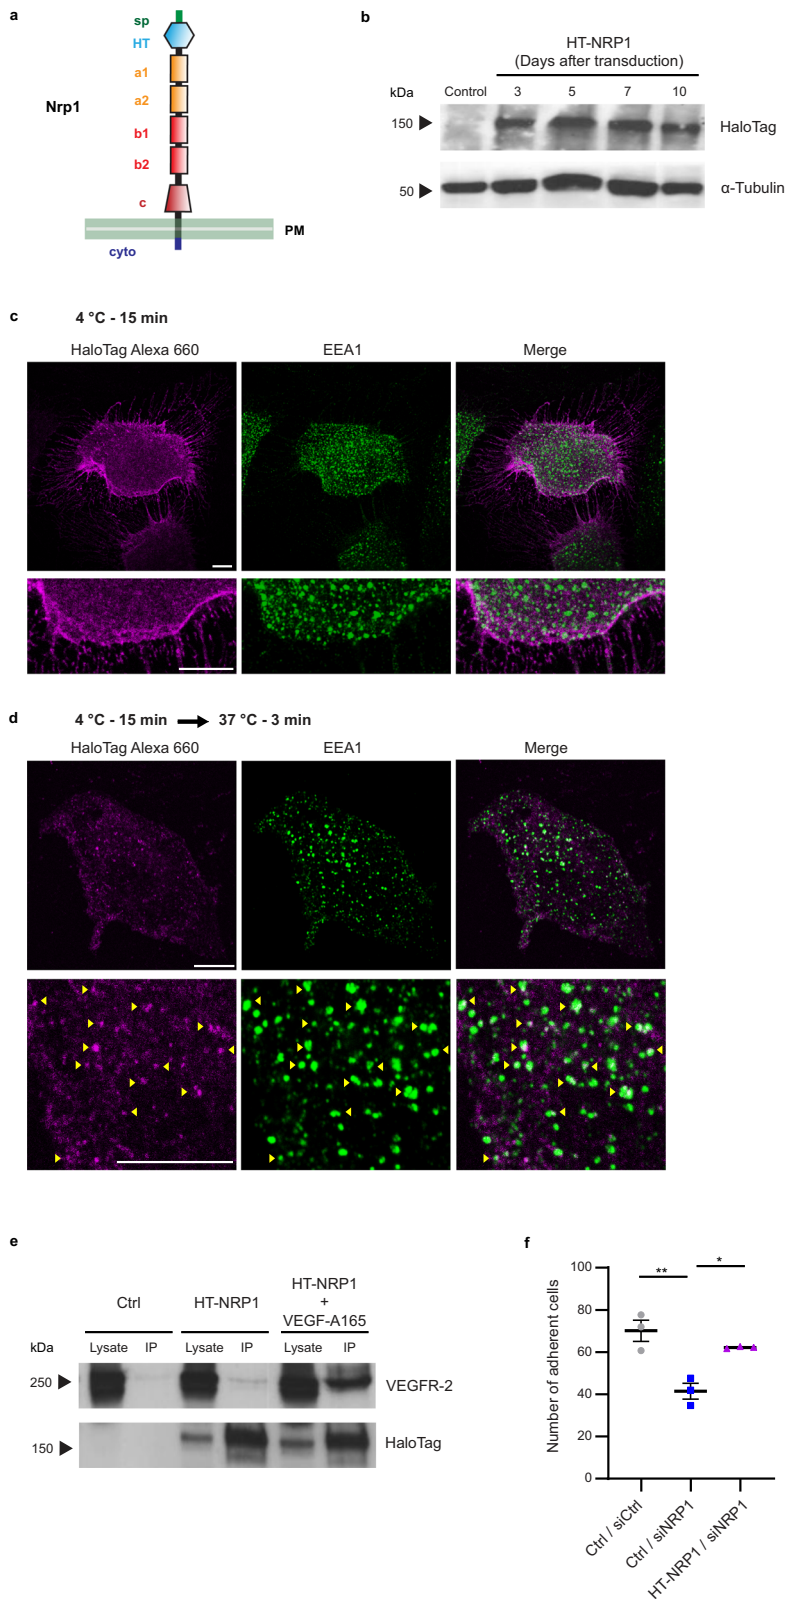 a
sp
HT
a1
a2
Nrp1
b1
b2
c
PM
cyto
b
HT-NRP1
(Days after transduction)
kDa
Control 3 5 7 10
150
HaloTag
50
α-Tubulin
c
4 °C - 15 min
HaloTag Alexa 660 EEA1 Merge
d
4 °C - 15 min 37 °C - 3 min
HaloTag Alexa 660 EEA1 Merge
e
Ctrl
HT-NRP1
HT-NRP1
+
VEGF-A165
kDa
Lysate IP Lysate IP Lysate IP
250
VEGFR-2
150
HaloTag
f
Number of adherent cells
100
80
60
40
20
0
**
*
Ctrl / siCtrl
Ctrl / siNRP1
HT-NRP1 / siNRP1